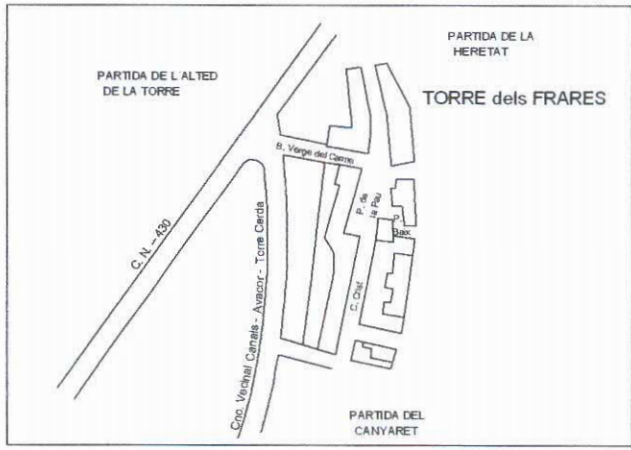 PARTIDA DE LA
HERETAT
PARTIDA DE L'ALTED
DE LA TORRE
TORRE dels FRARES
B. Verge del Carme
P. de
la Pau
P.
Baix
C. N. - 430
C. Crist
Cno. Vecinal Canals - Ayacor - Torre Cerda
PARTIDA DEL
CANYARET